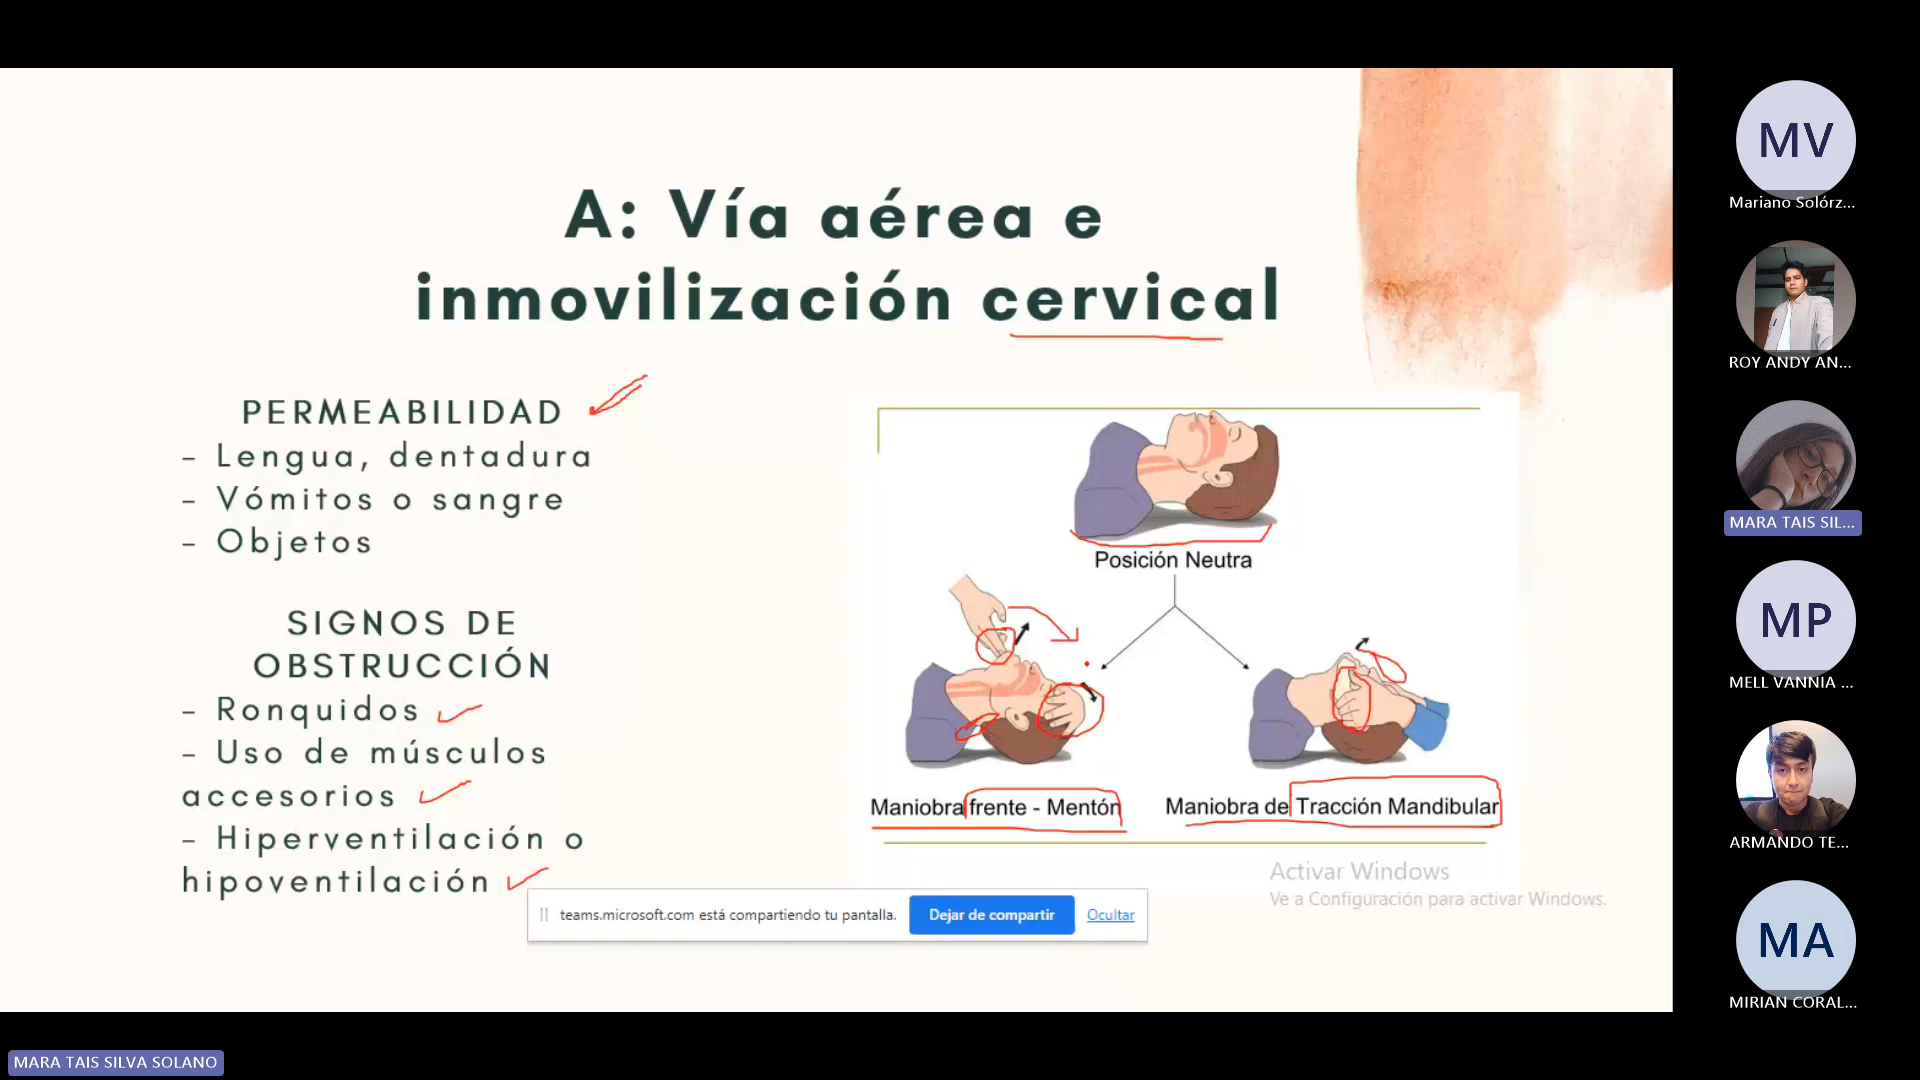 A: Vía aérea e
inmovilización cervical
PERMEABILIDAD
- Lengua, dentadura
- Vómitos o sangre
- Objetos
SIGNOS DE
OBSTRUCCIÓN
- Ronquidos
- Uso de músculos
accesorios
- Hiperventilación o
hipoventilación
Posición Neutra
Maniobra frente - Mentón
Maniobra de Tracción Mandibular
Activar Windows
Ve a Configuración para activar Windows.
teams.microsoft.com está compartiendo tu pantalla.
Dejar de compartir
Ocultar
MV
Mariano Solórz...
ROY ANDY AN...
MARA TAIS SIL...
MP
MELL VANNIA ...
ARMANDO TE...
MA
MIRIAN CORAL...
MARA TAIS SILVA SOLANO